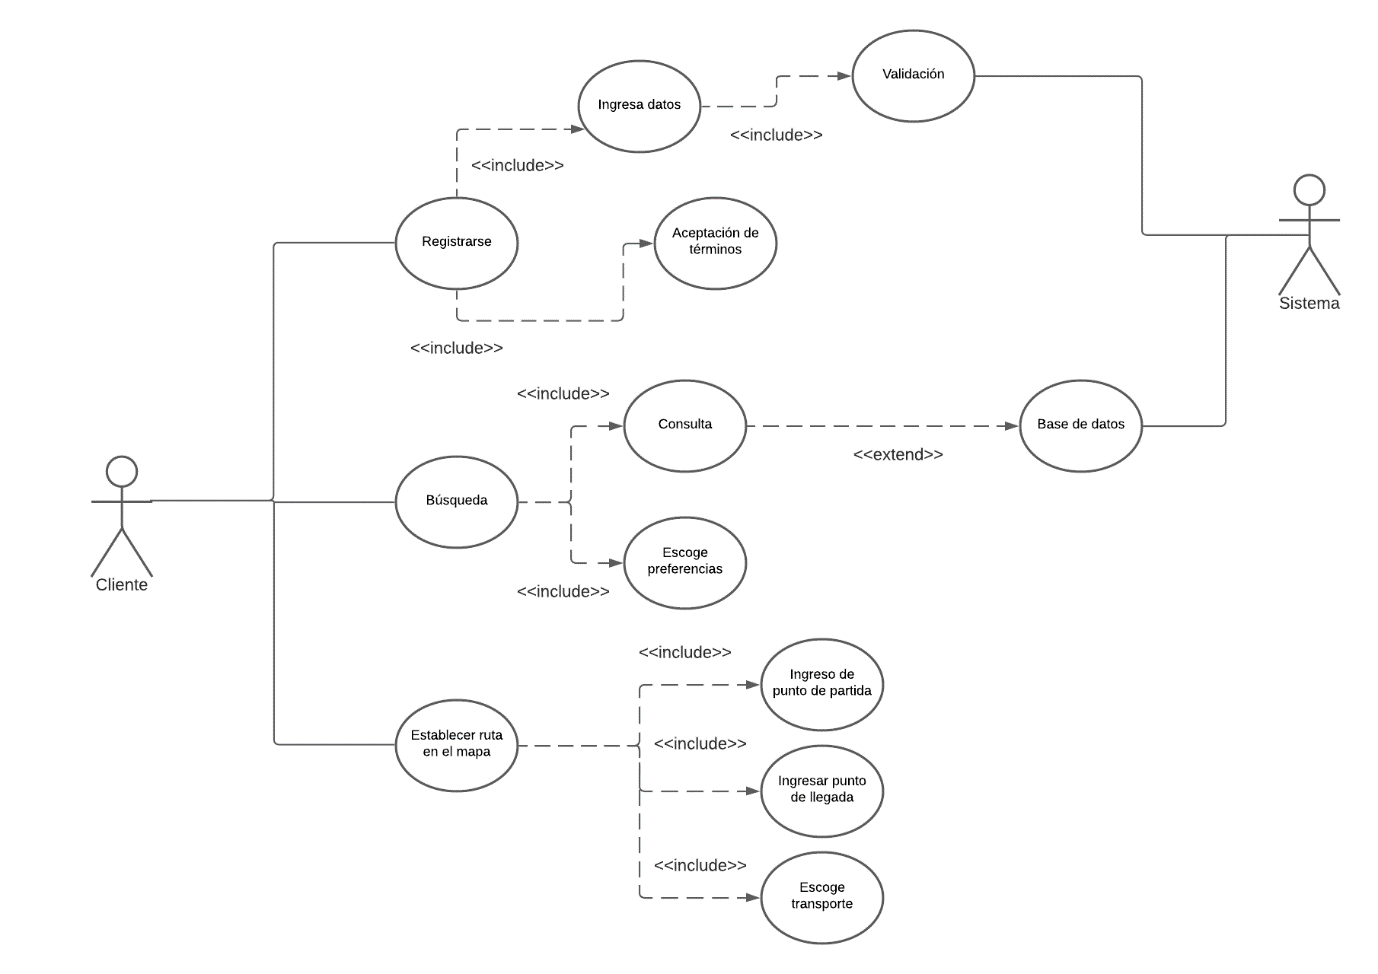 Validación
Ingresa datos
<<include>>
<<include>>
Registrarse
Aceptación de
términos
Sistema
<<include>>
<<include>>
Consulta
Base de datos
<<extend>>
Búsqueda
Cliente
Escoge
preferencias
<<include>>
<<include>>
Ingreso de
punto de partida
Establecer ruta
en el mapa
<<include>>
Ingresar punto
de llegada
<<include>>
Escoge
transporte